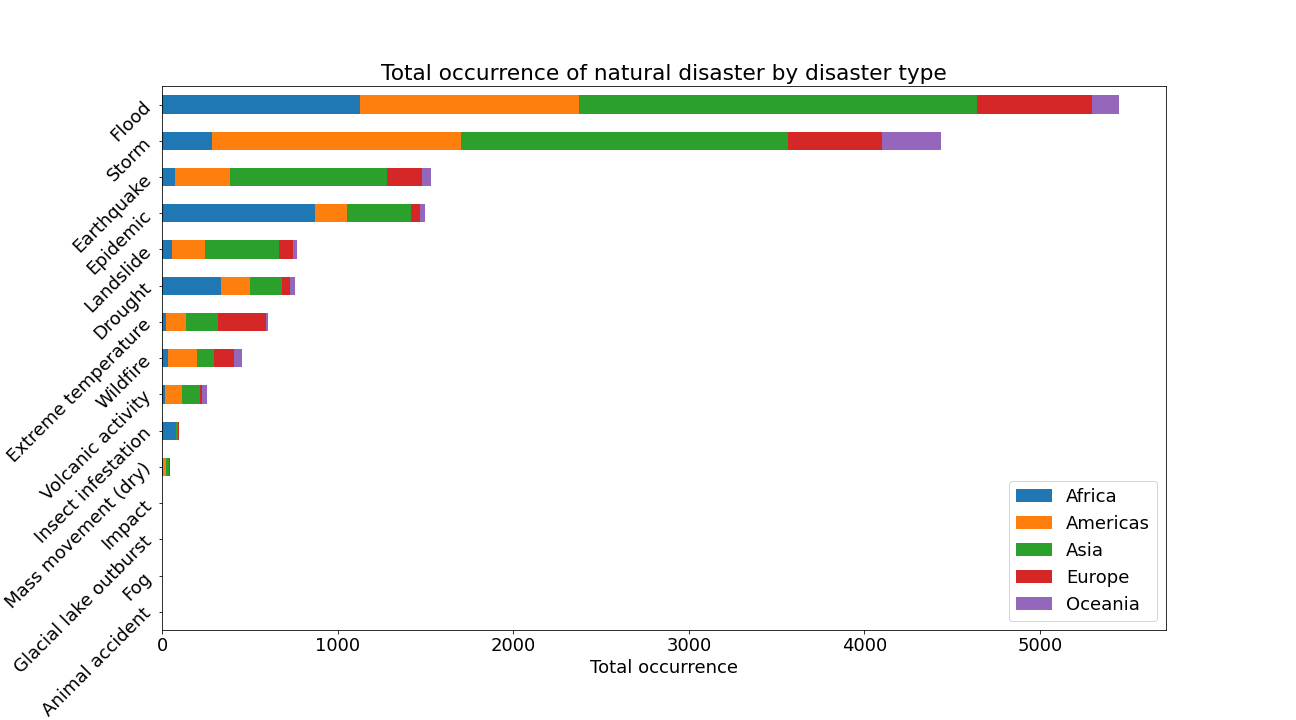 Total occurrence of natural disaster by disaster type
Flood
Storm
Earthquake
Epidemic
Landslide
Drought
Extreme temperature
Wildfire
Volcanic activity
Insect infestation
Mass movement (dry)
Impact
Glacial lake outburst
Fog
Animal accident
Africa
Americas
Asia
Europe
Oceania
0 1000 2000 3000 4000 5000
Total occurrence